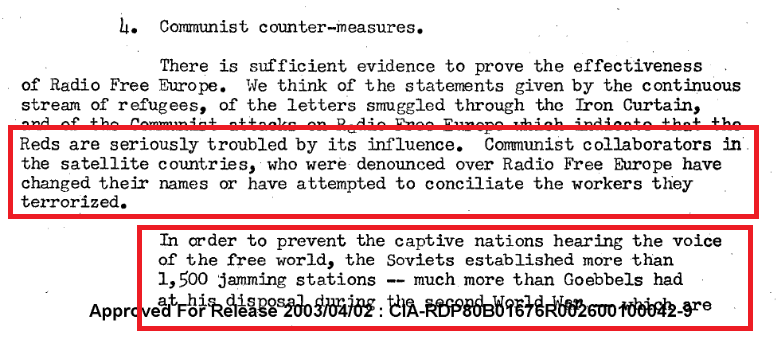 4. Communist counter-measures.
There is sufficient evidence to prove the effectiveness
of Radio Free Europe. We think of the statements given by the continuous
stream of refugees, of the letters smuggled through the Iron Curtain,
and of the Communist attacks on Radio Free Europe which indicate that the
Reds are seriously troubled by its influence. Communist collaborators in
the satellite countries, who were denounced over Radio Free Europe have
changed their names or have attempted to conciliate the workers they
terrorized.
In order to prevent the captive nations hearing the voice
of the free world, the Soviets established more than
1,500 jamming stations -- much more than Goebbels had
at his disposal during the second World War -- which are
Approved For Release 2003/04/02 : CIA-RDP80B01676R002600100042-9